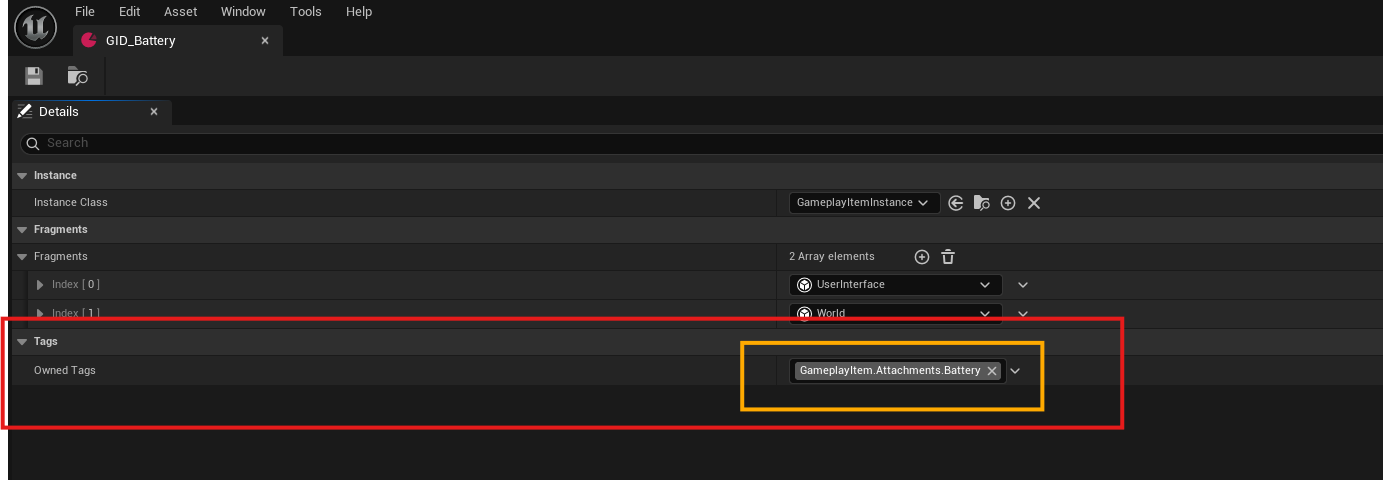 File Edit Asset Window Tools Help
GID_Battery
Details
Search
Instance
Instance Class GameplayItemInstance
Fragments
Fragments 2 Array elements
Index [ 0 ] UserInterface
Index [ 1 ] World
Tags
Owned Tags GameplayItem.Attachments.Battery